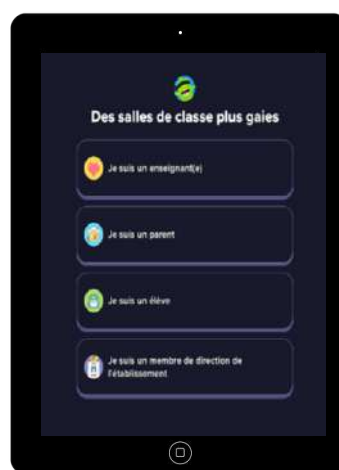 Des salles de classe plus gaies
Je suis un enseignant(e)
Je suis un parent
Je suis un élève
Je suis un membre de direction de
l'établissement